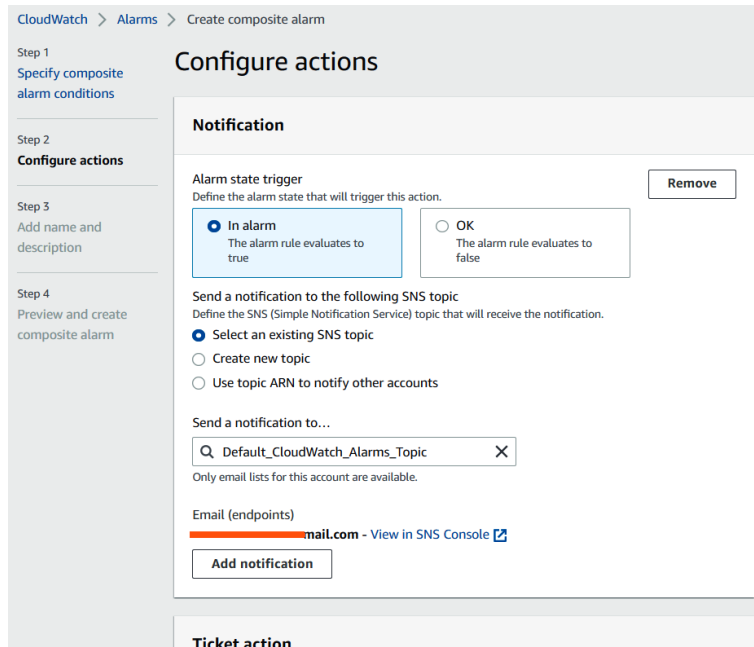 CloudWatch > Alarms > Create composite alarm
Step 1
Specify composite
alarm conditions
Step 2
Configure actions
Step 3
Add name and
description
Step 4
Preview and create
composite alarm
Configure actions
Notification
Alarm state trigger
Define the alarm state that will trigger this action.
Remove
In alarm
The alarm rule evaluates to
true
OK
The alarm rule evaluates to
false
Send a notification to the following SNS topic
Define the SNS (Simple Notification Service) topic that will receive the notification.
Select an existing SNS topic
Create new topic
Use topic ARN to notify other accounts
Send a notification to…
Default_CloudWatch_Alarms_Topic
Only email lists for this account are available.
Email (endpoints)
mail.com - View in SNS Console
Add notification
Ticket action